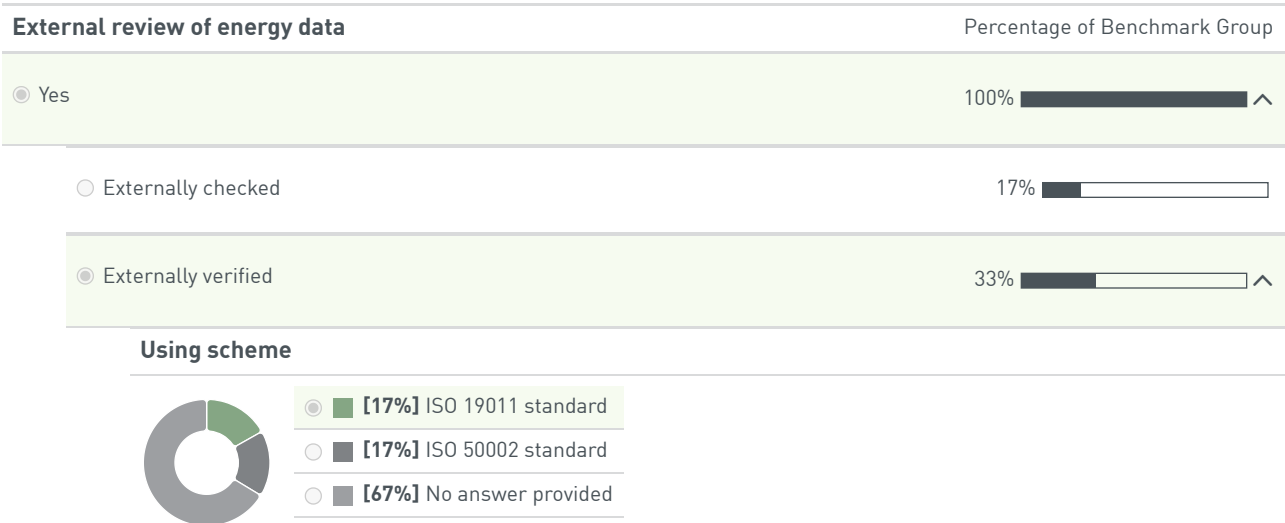 External review of energy data Percentage of Benchmark Group
Yes 100%
Externally checked 17%
Externally verified 33%
Using scheme
[17%] ISO 19011 standard
[17%] ISO 50002 standard
[67%] No answer provided